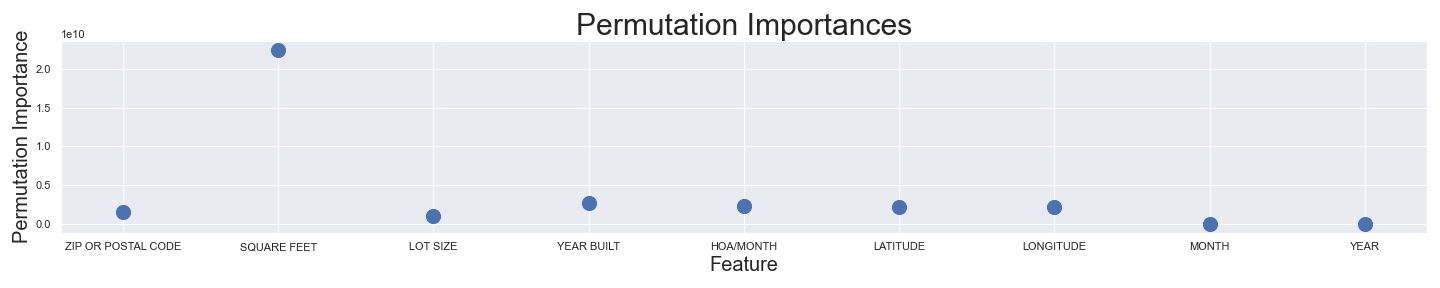 Permutation Importances
1e10
Permutation Importance
2.0
1.5
1.0
0.5
0.0
ZIP OR POSTAL CODE SQUARE FEET LOT SIZE YEAR BUILT HOA/MONTH LATITUDE LONGITUDE MONTH YEAR
Feature